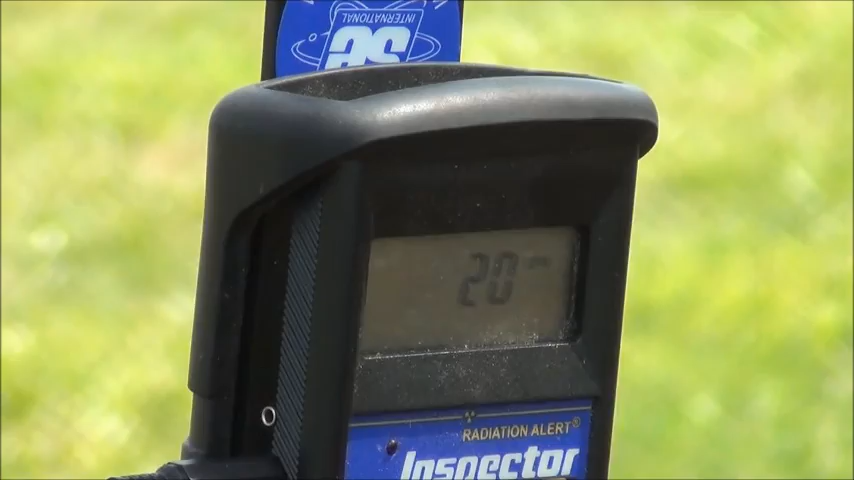 INTERNATIONAL
se
20
RADIATION ALERT®
Inspector